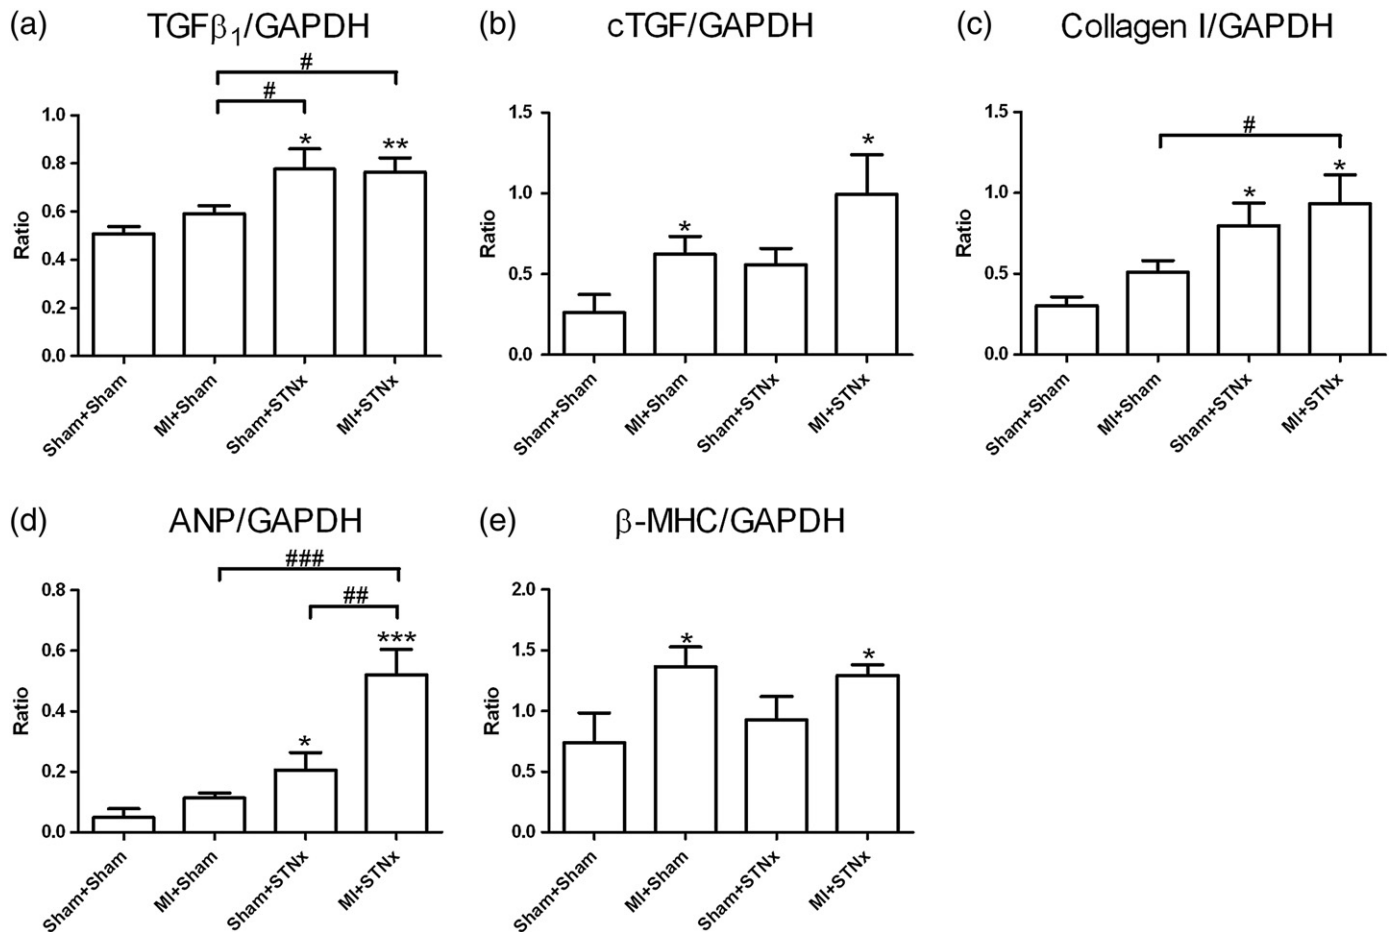 (a) TGFβ1/GAPDH
#
#
1.0
0.8
0.6
0.4
0.2
0.0
Ratio
*
**
Sham+Sham
MI+Sham
Sham+STNx
MI+STNx
(b) cTGF/GAPDH
1.5
1.0
0.5
0.0
Ratio
*
*
Sham+Sham
MI+Sham
Sham+STNx
MI+STNx
(c) Collagen I/GAPDH
1.5
1.0
0.5
0.0
Ratio
#
*
*
Sham+Sham
MI+Sham
Sham+STNx
MI+STNx
(d) ANP/GAPDH
###
##
0.8
0.6
0.4
0.2
0.0
Ratio
*
***
Sham+Sham
MI+Sham
Sham+STNx
MI+STNx
(e) β-MHC/GAPDH
2.0
1.5
1.0
0.5
0.0
Ratio
*
*
Sham+Sham
MI+Sham
Sham+STNx
MI+STNx